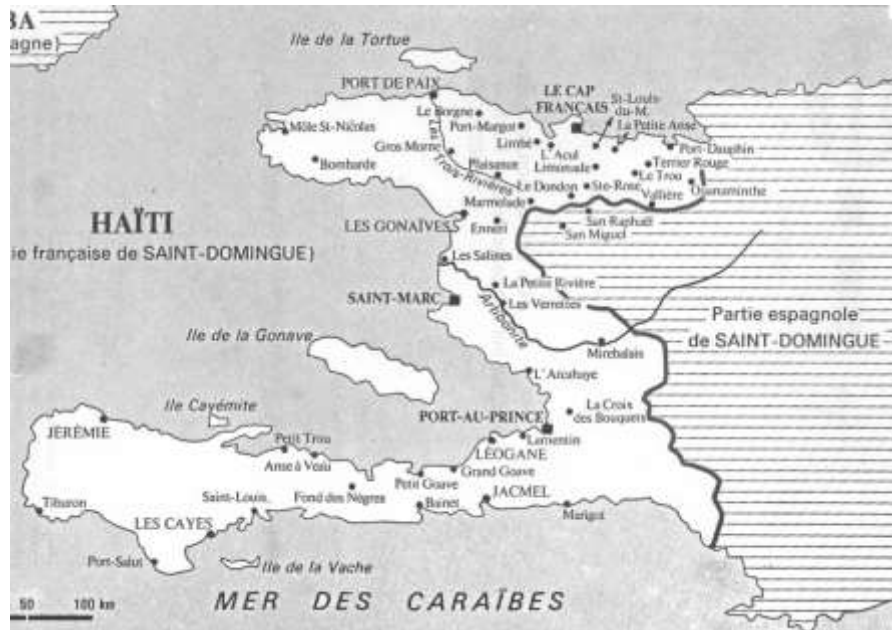 BA
agne)
Ile de la Tortue
PORT DE PAIX
LE CAP
FRANÇAIS
St-Louis-
du-M.
La Petite Anse
Le Borgne
Port-Margot
Limbé
Port-Dauphin
Môle St-Nicolas
Gros Morne
Les
Trois-Rivières
L'Acul
Limonade
Terrier Rouge
Bombarde
Plaisance
Le Trou
Le Dondon
Ste-Rose
Vallière
Ouanaminthe
Marmelade
HAÏTI
LES GONAÏVES
Enneri
San Raphaël
San Miguel
ie française de SAINT-DOMINGUE)
Les Salines
La Petite Rivière
SAINT-MARC
Les Verrettes
Artibonite
Partie espagnole
de SAINT-DOMINGUE
Ile de la Gonave
Mirebalais
L'Arcahaye
Ile Cayémite
La Croix
des Bouquets
PORT-AU-PRINCE
JÉRÉMIE
Petit Trou
Lamentin
LÉOGANE
Anse à Veau
Grand Goave
Petit Goave
Tiburon
Saint-Louis
Fond des Nègres
Bainet
JACMEL
Marigot
LES CAYES
Port-Salut
Ile de la Vache
50 100 km
MER DES CARAÏBES